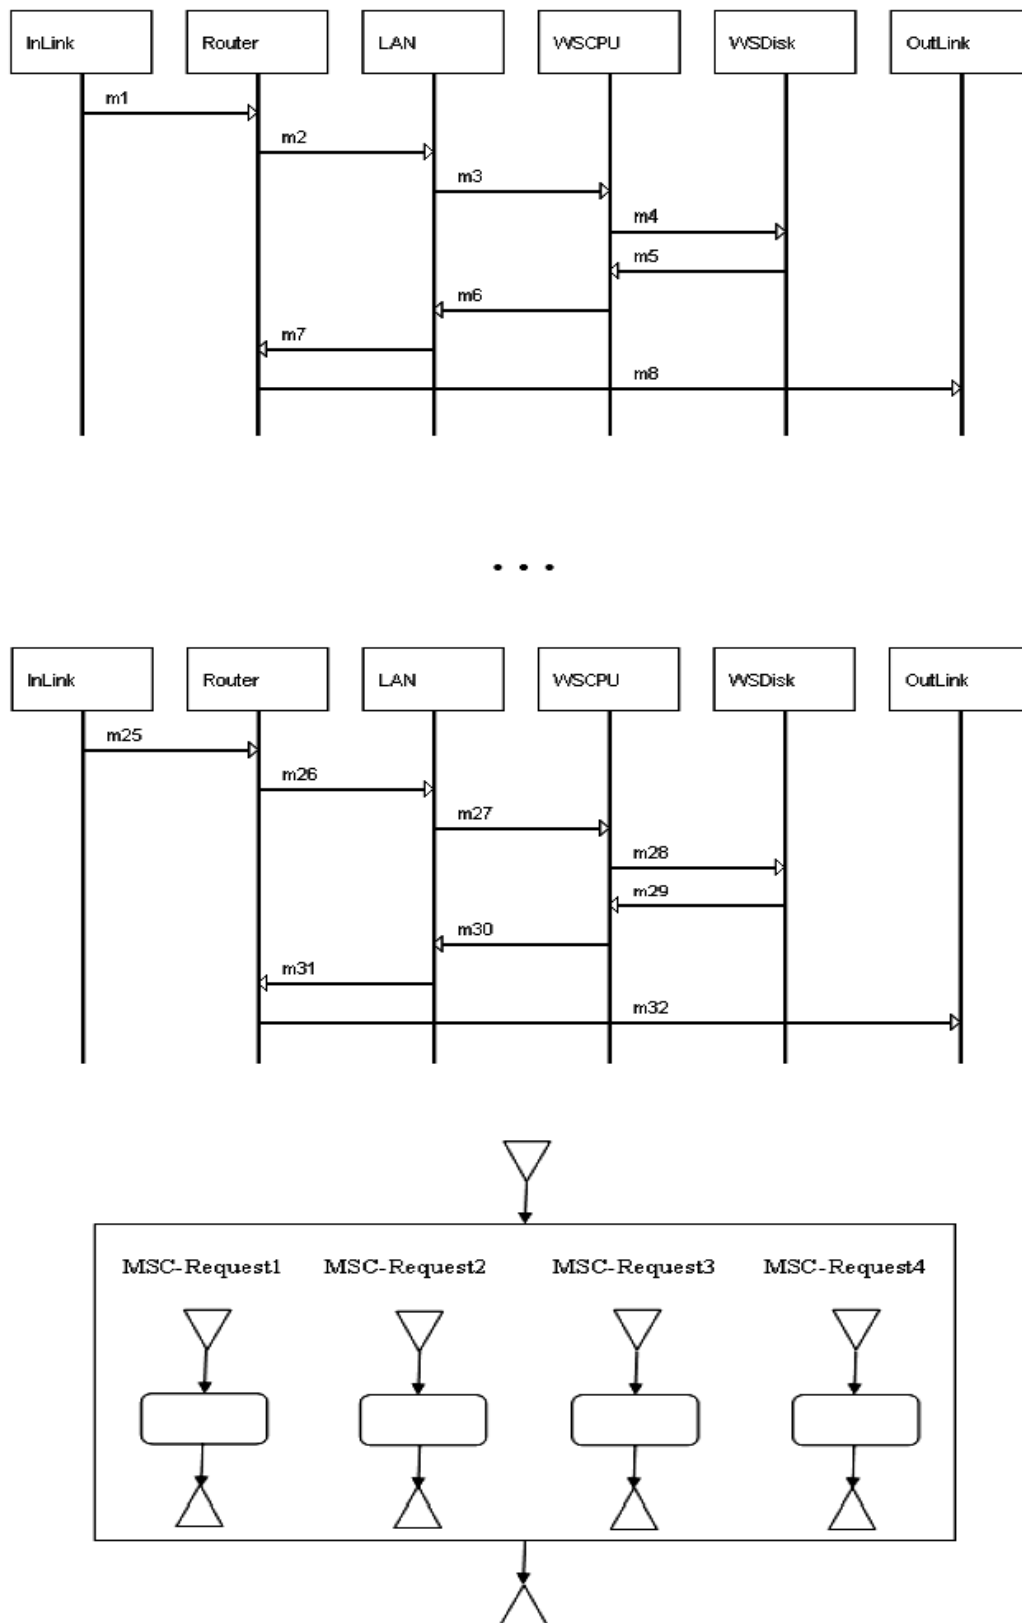 InLink Router LAN WSCPU WSDisk OutLink
m1
m2
m3
m4
m5
m6
m7
m8
...
InLink Router LAN WSCPU WSDisk OutLink
m25
m26
m27
m28
m29
m30
m31
m32
MSC-Request1 MSC-Request2 MSC-Request3 MSC-Request4